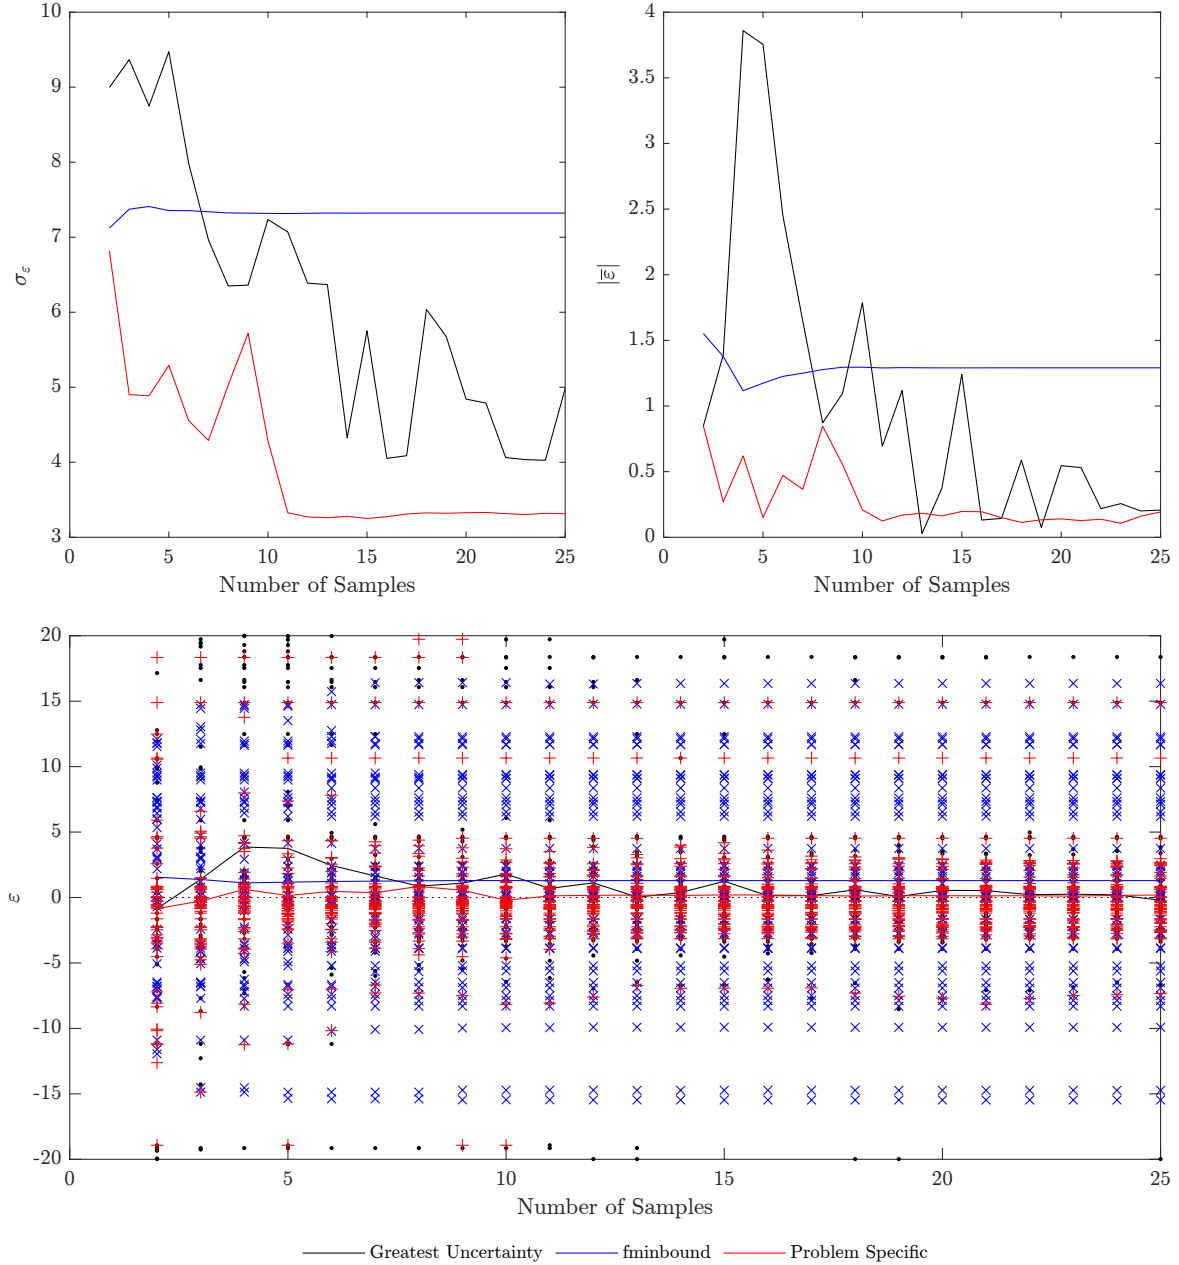 10
9
8
7
6
5
4
3
σ_ε
0 5 10 15 20 25
Number of Samples
4
3.5
3
2.5
2
1.5
1
0.5
0
|ε̅|
0 5 10 15 20 25
Number of Samples
20
15
10
5
0
-5
-10
-15
-20
ε
0 5 10 15 20 25
Number of Samples
Greatest Uncertainty fminbound Problem Specific